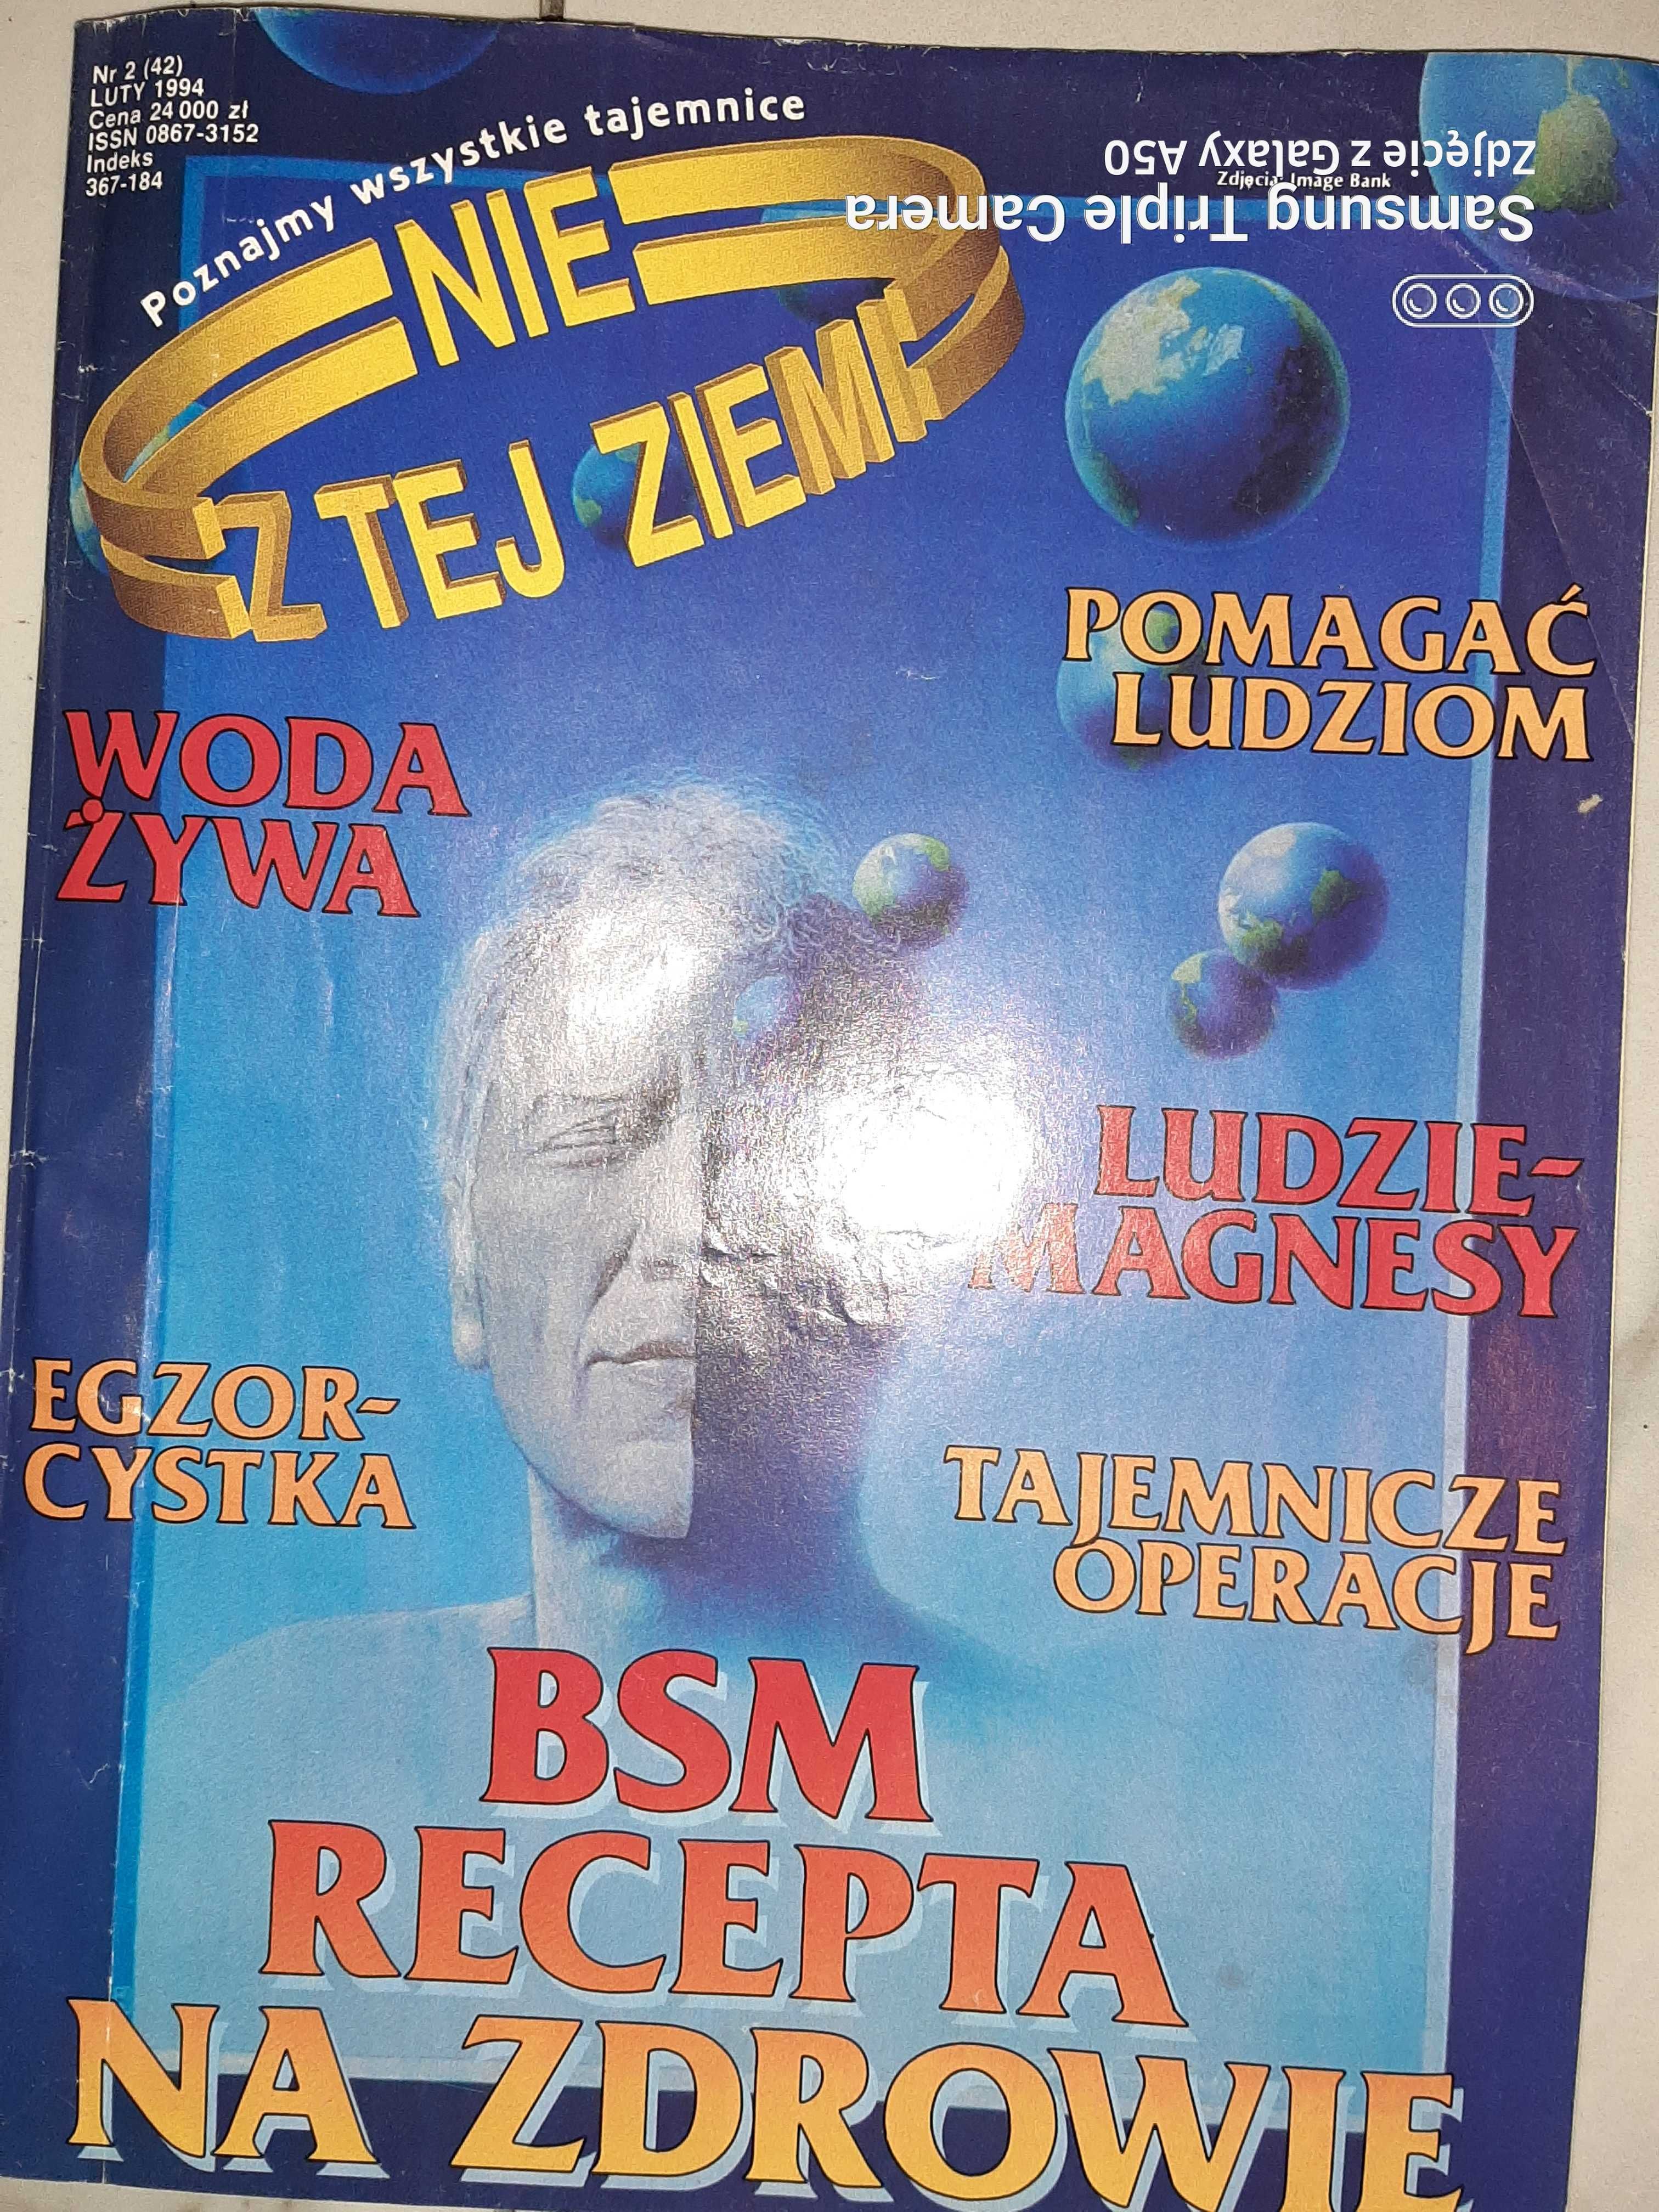 Nr 2 (42)
LUTY 1994
Cena 24 000 zł
ISSN 0867-3152
Indeks
367-184
Poznajmy wszystkie tajemnice
NIE
Z TEJ ZIEMI
Samsung Triple Camera
Zdjęcie z Galaxy A50
Zdjęcia: Image Bank
POMAGAĆ
LUDZIOM
WODA
ŻYWA
LUDZIE-
MAGNESY
EGZOR-
CYSTKA
TAJEMNICZE
OPERACJE
BSM
RECEPTA
NA ZDROWIE